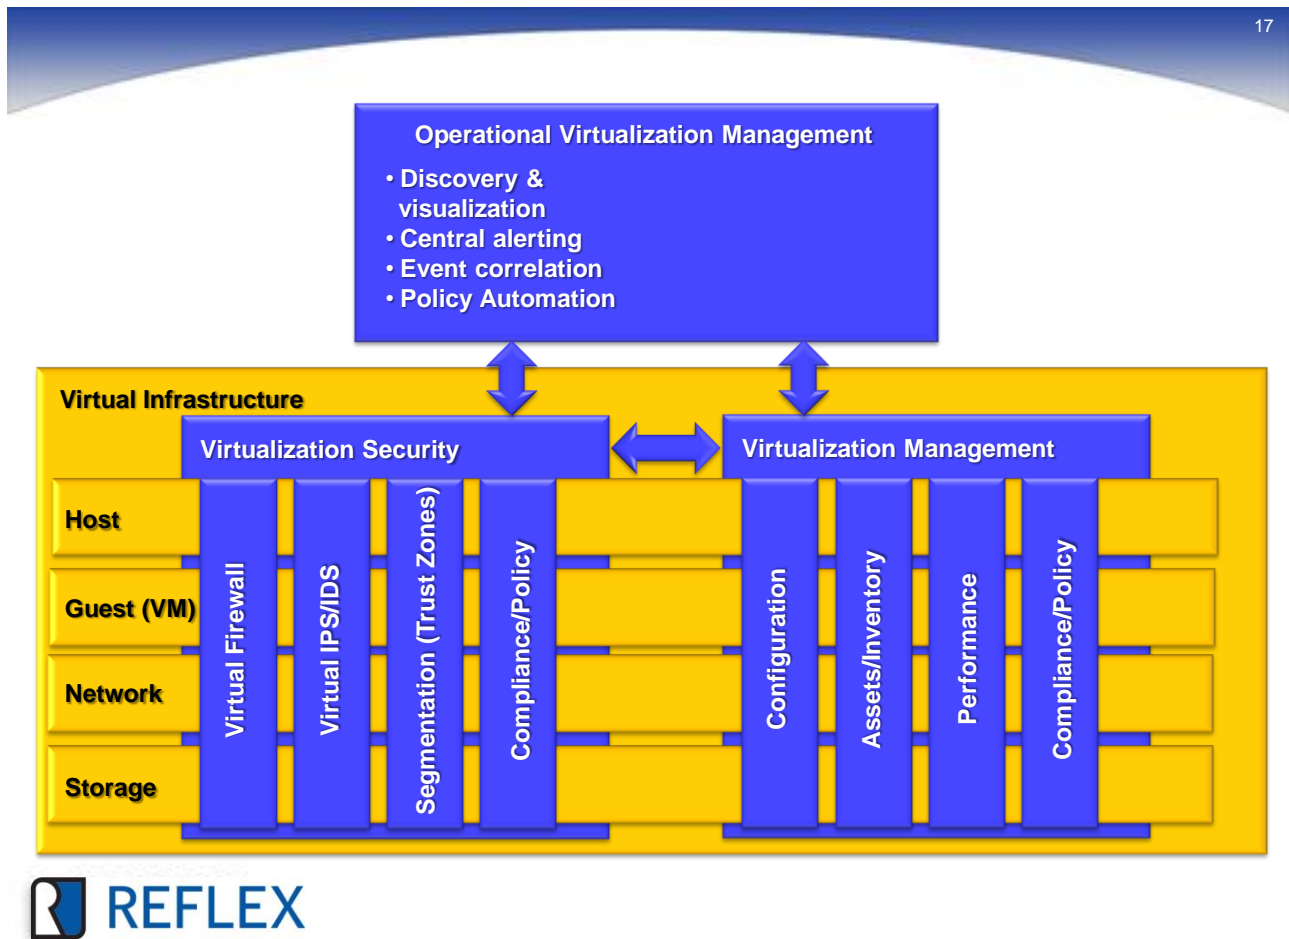 17
Operational Virtualization Management
• Discovery &
visualization
• Central alerting
• Event correlation
• Policy Automation
Virtual Infrastructure
Virtualization Security
Virtualization Management
Host
Guest (VM)
Network
Storage
Virtual Firewall
Virtual IPS/IDS
Segmentation (Trust Zones)
Compliance/Policy
Configuration
Assets/Inventory
Performance
Compliance/Policy
REFLEX